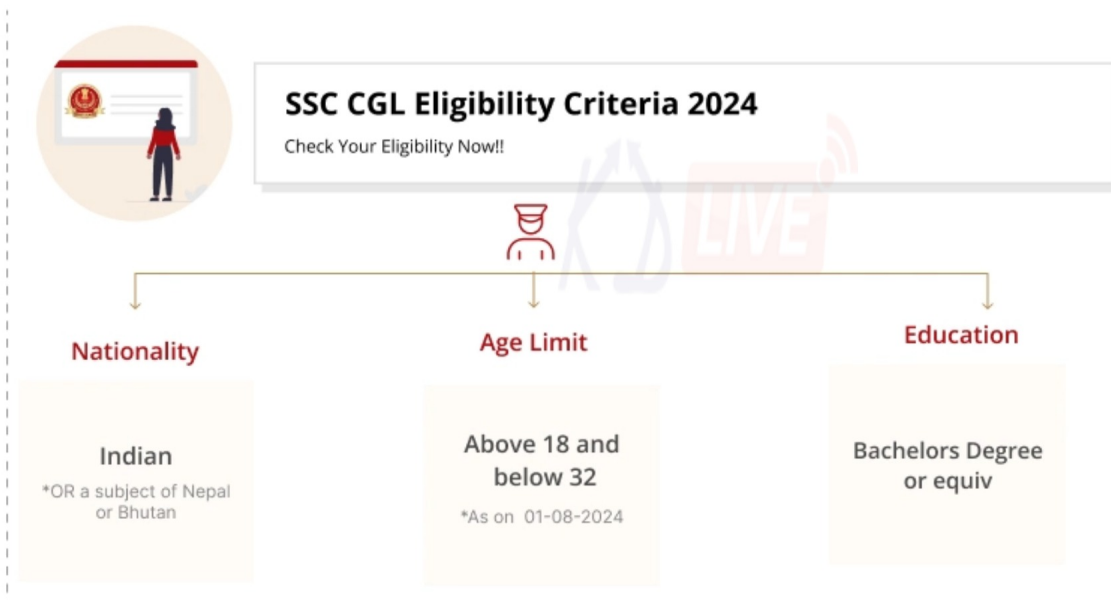 SSC CGL Eligibility Criteria 2024
Check Your Eligibility Now!!
KD LIVE
Nationality
Indian
*OR a subject of Nepal
or Bhutan
Age Limit
Above 18 and
below 32
*As on 01-08-2024
Education
Bachelors Degree
or equiv